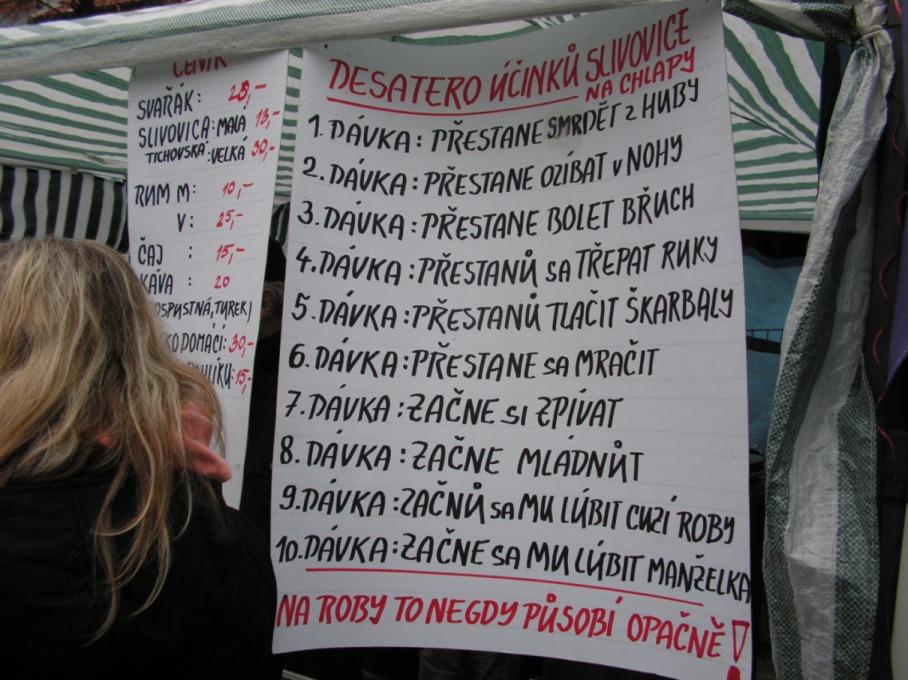 CENÍK
SVAŘÁK: 25,-
SLIVOVICA: MALÁ 15,-
TICHOVSKÁ: VELKÁ 30,-
RUM M: 10,-
V: 25,-
ČAJ : 15,-
KÁVA : 20
TUREK)
DOMÁCÍ: 30,-
15,-
DESATERO ÚČINKŮ SLIVOVICE
NA CHLAPY
1. DÁVKA: PŘESTANE SMRDĚT z HUBY
2. DÁVKA: PŘESTANE OZÍBAT v NOHY
3. DÁVKA: PŘESTANE BOLET BŘUCH
4. DÁVKA: PŘESTANŮ sa TŘEPAT RUKY
5. DÁVKA: PŘESTANŮ TLAČIT ŠKARBALY
6. DÁVKA: PŘESTANE sa MRAČIT
7. DÁVKA: ZAČNE si ZPÍVAT
8. DÁVKA: ZAČNE MLÁDNÚT
9. DÁVKA: ZAČNŮ sa MU LÚBIT CUZÍ ROBY
10. DÁVKA: ZAČNE sa MU LÚBIT MANŽELKA
NA ROBY TO NEGDY PŮSOBÍ OPAČNĚ!